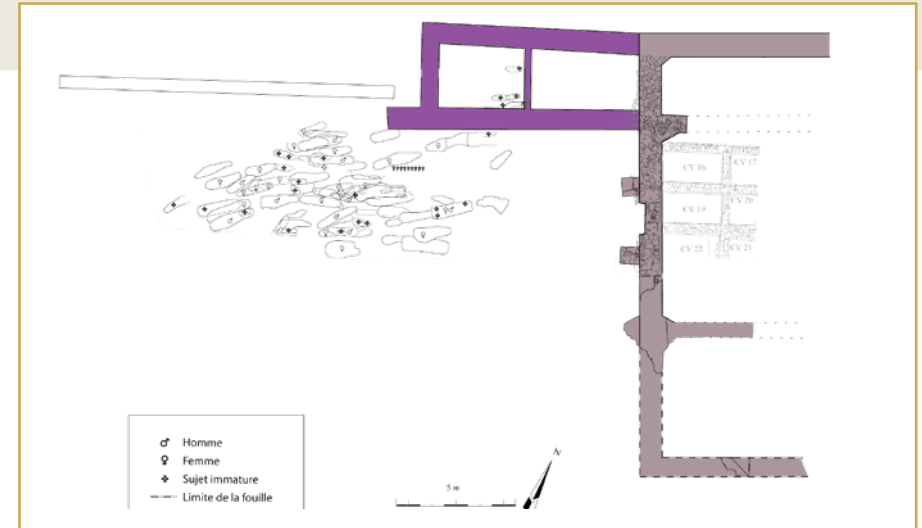 CV 16
CV 17
CV 19
CV 20
CV 22
CV 21
♂ Homme
♀ Femme
✤ Sujet immature
Limite de la fouille
5 m
N